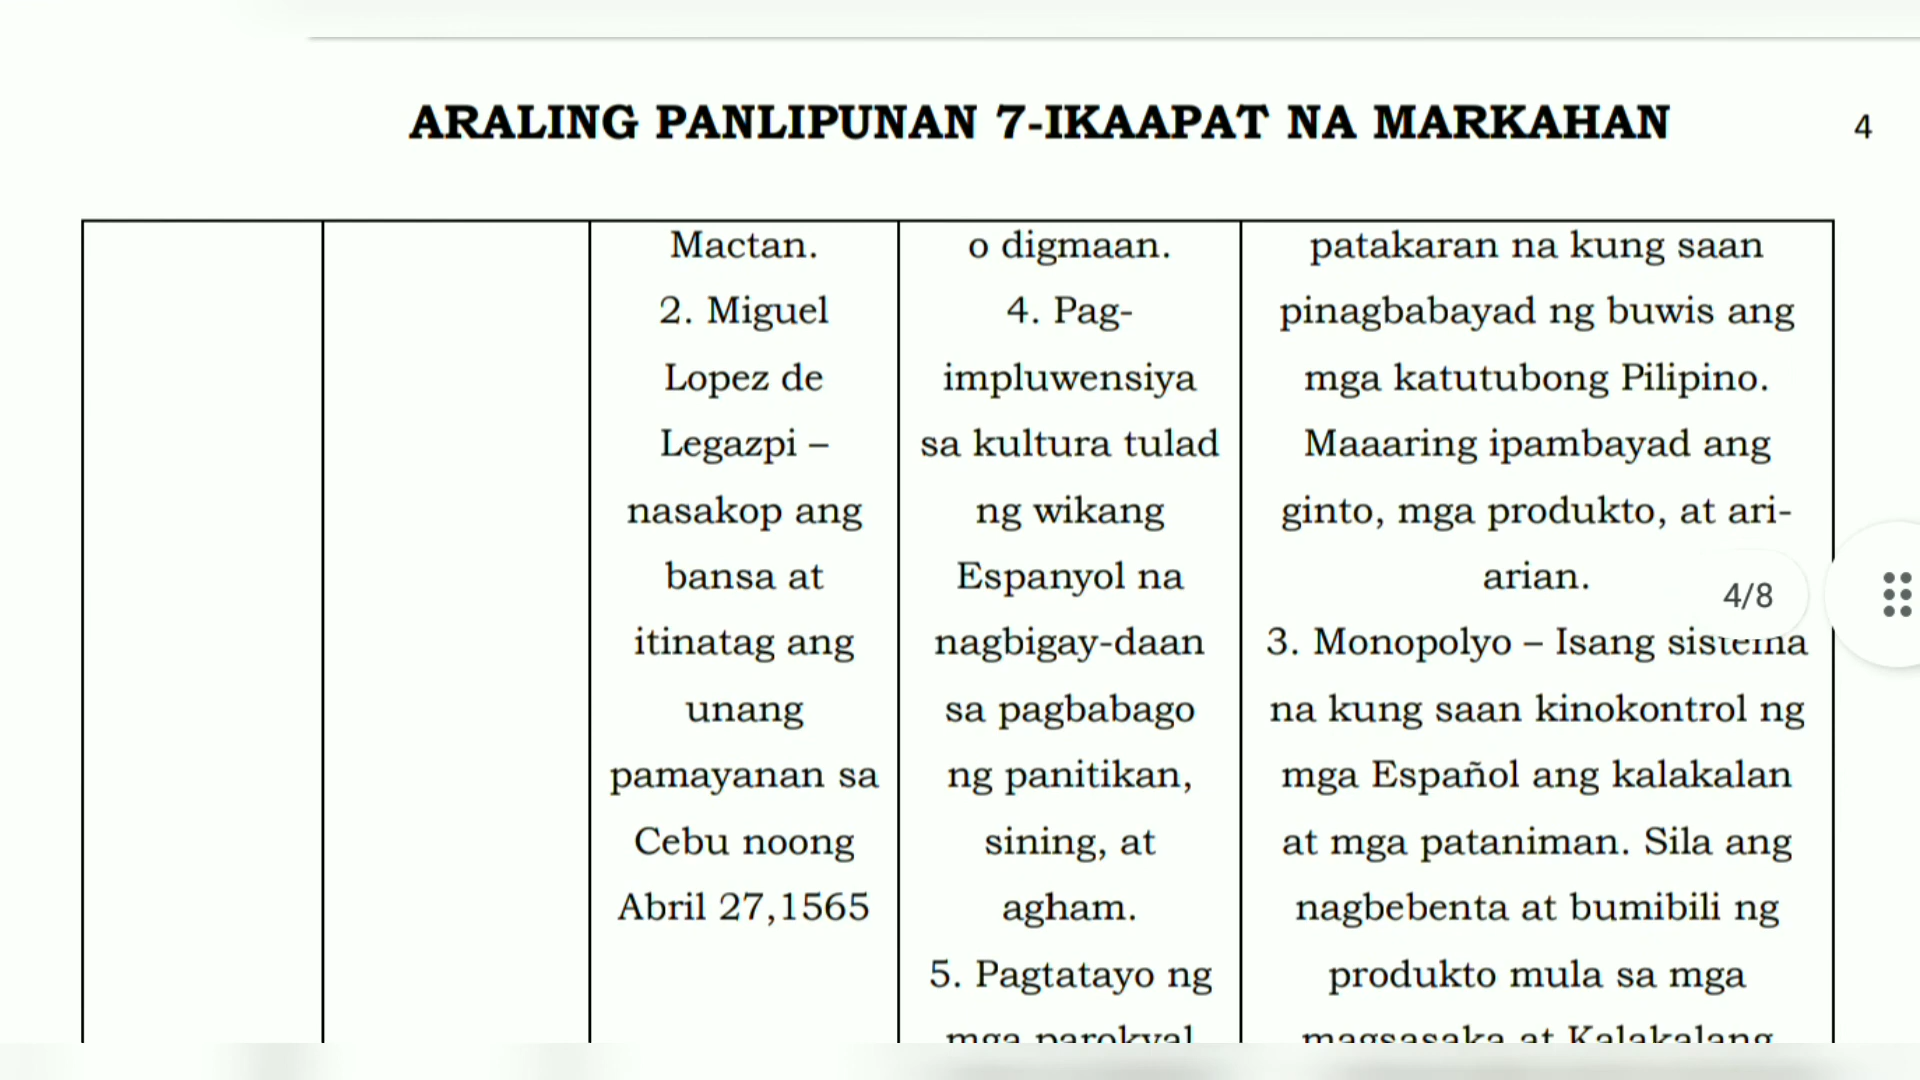 ARALING PANLIPUNAN 7-IKAAPAT NA MARKAHAN
4
Mactan.
2. Miguel
Lopez de
Legazpi –
nasakop ang
bansa at
itinatag ang
unang
pamayanan sa
Cebu noong
Abril 27,1565
o digmaan.
4. Pag-
impluwensiya
sa kultura tulad
ng wikang
Espanyol na
nagbigay-daan
sa pagbabago
ng panitikan,
sining, at
agham.
5. Pagtatayo ng
mga parokyal
patakaran na kung saan
pinagbabayad ng buwis ang
mga katutubong Pilipino.
Maaaring ipambayad ang
ginto, mga produkto, at ari-
arian.
3. Monopolyo – Isang sistema
na kung saan kinokontrol ng
mga Español ang kalakalan
at mga pataniman. Sila ang
nagbebenta at bumibili ng
produkto mula sa mga
magsasaka at Kalakalang
4/8